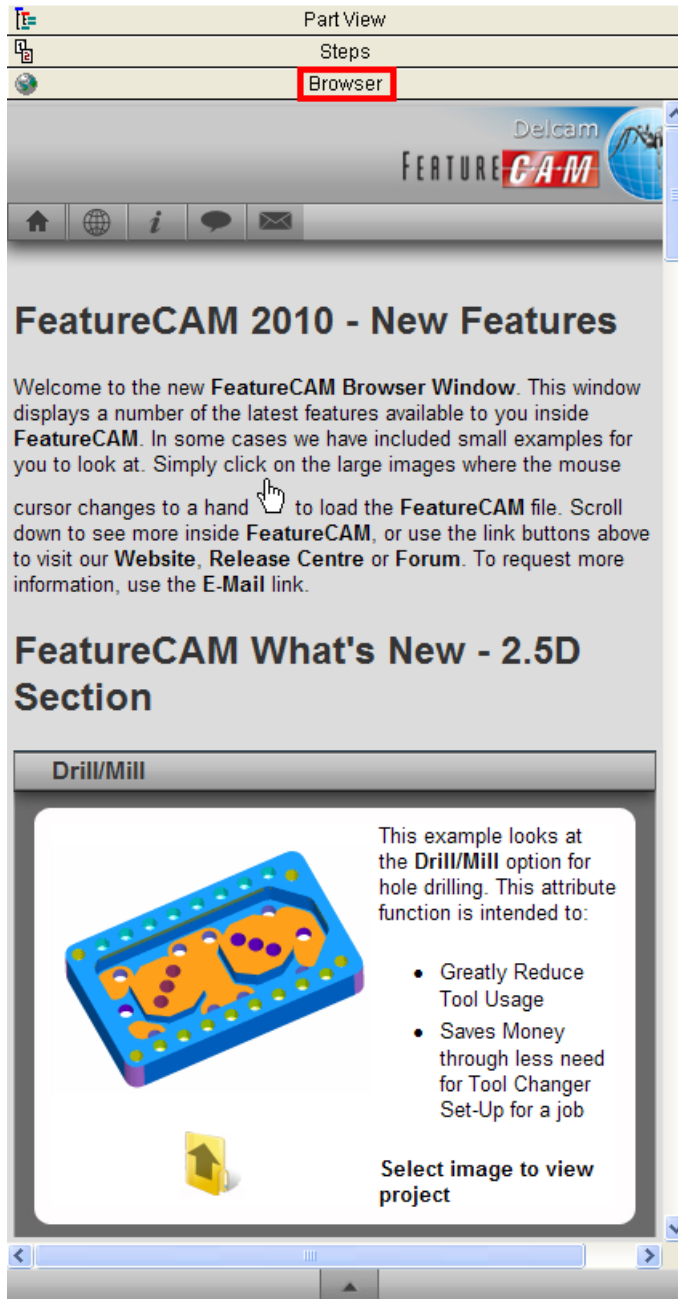 Part View
Steps
Browser
Delcam
FEATURECAM
FeatureCAM 2010 - New Features
Welcome to the new FeatureCAM Browser Window. This window
displays a number of the latest features available to you inside
FeatureCAM. In some cases we have included small examples for
you to look at. Simply click on the large images where the mouse
cursor changes to a hand to load the FeatureCAM file. Scroll
down to see more inside FeatureCAM, or use the link buttons above
to visit our Website, Release Centre or Forum. To request more
information, use the E-Mail link.
FeatureCAM What's New - 2.5D
Section
Drill/Mill
This example looks at
the Drill/Mill option for
hole drilling. This attribute
function is intended to:
• Greatly Reduce
Tool Usage
• Saves Money
through less need
for Tool Changer
Set-Up for a job
Select image to view
project